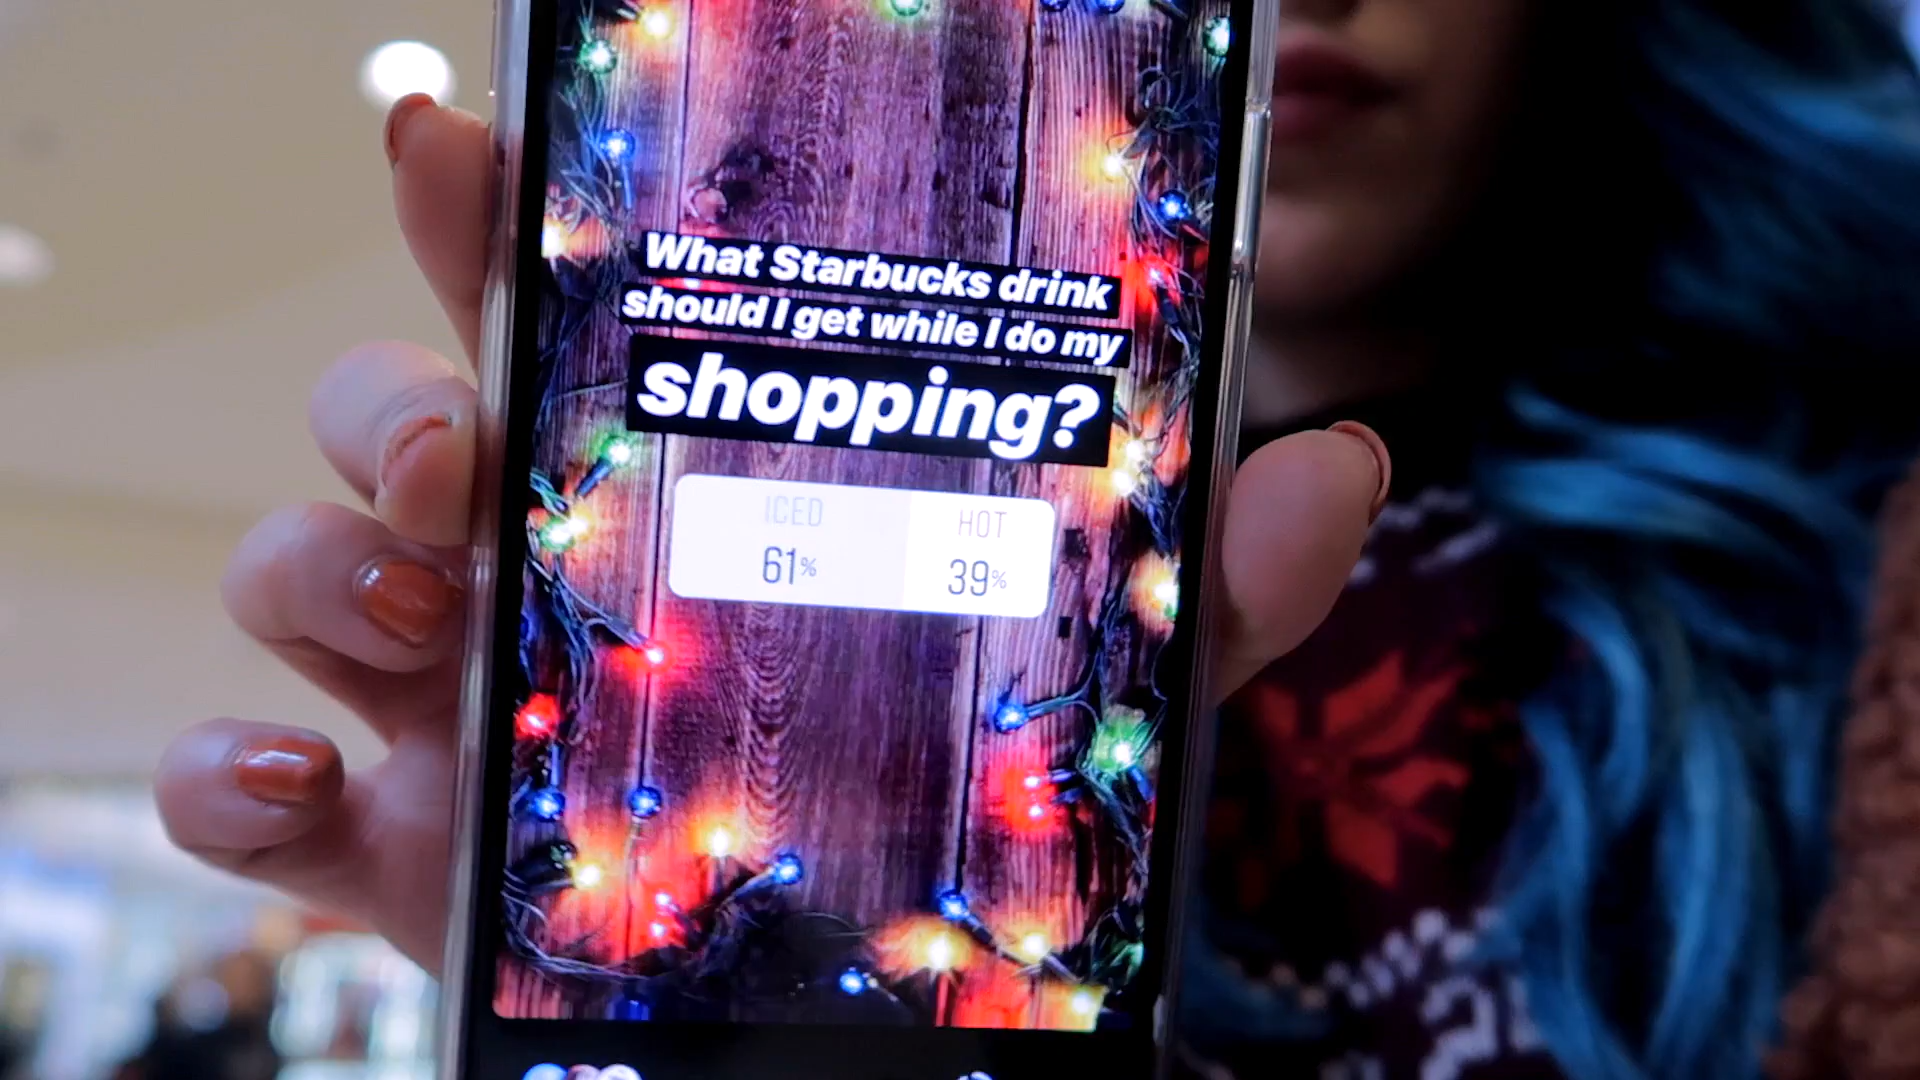 What Starbucks drink
should I get while I do my
shopping?
ICED HOT
61% 39%